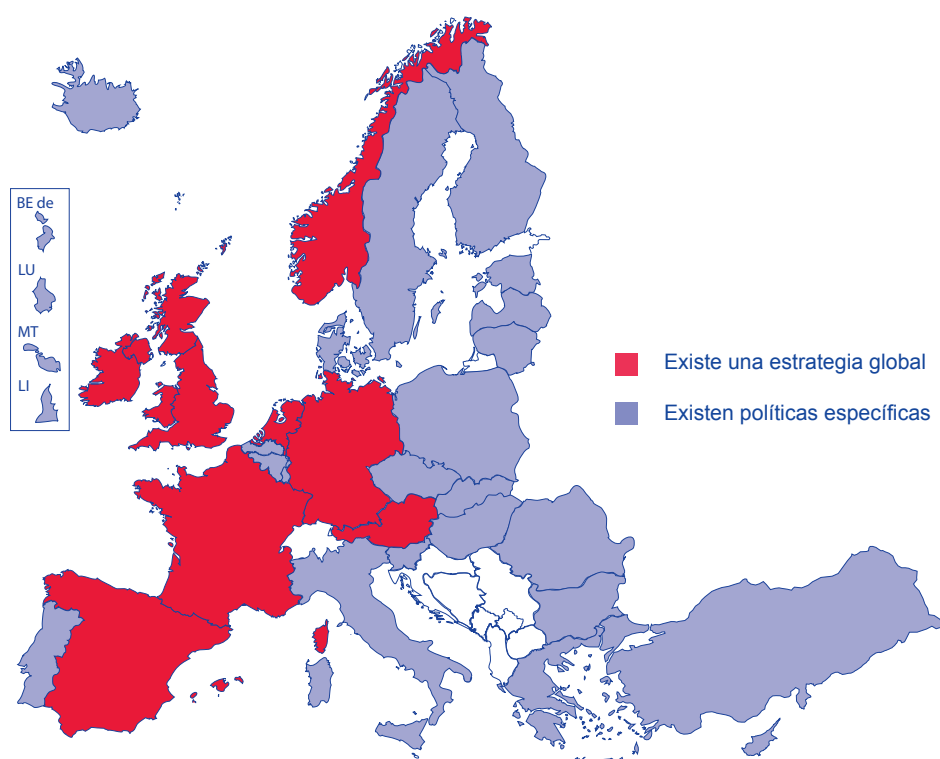 BE de
LU
MT
LI
Existe una estrategia global
Existen políticas específicas